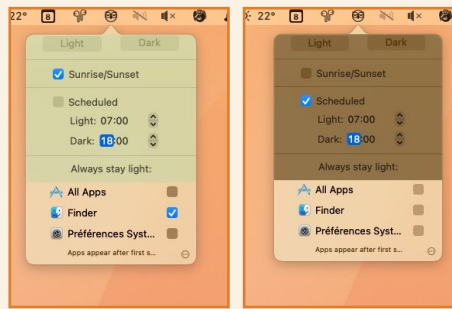 22°
8
Light Dark
Sunrise/Sunset
Scheduled
Light: 07:00
Dark: 18:00
Always stay light:
All Apps
Finder
Préférences Syst...
Apps appear after first s...
22°
8
Light Dark
Sunrise/Sunset
Scheduled
Light: 07:00
Dark: 18:00
Always stay light:
All Apps
Finder
Préférences Syst...
Apps appear after first s...